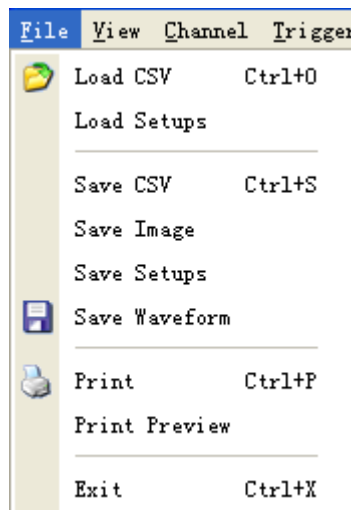 File View Channel Trigger
Load CSV Ctrl+O
Load Setups
Save CSV Ctrl+S
Save Image
Save Setups
Save Waveform
Print Ctrl+P
Print Preview
Exit Ctrl+X